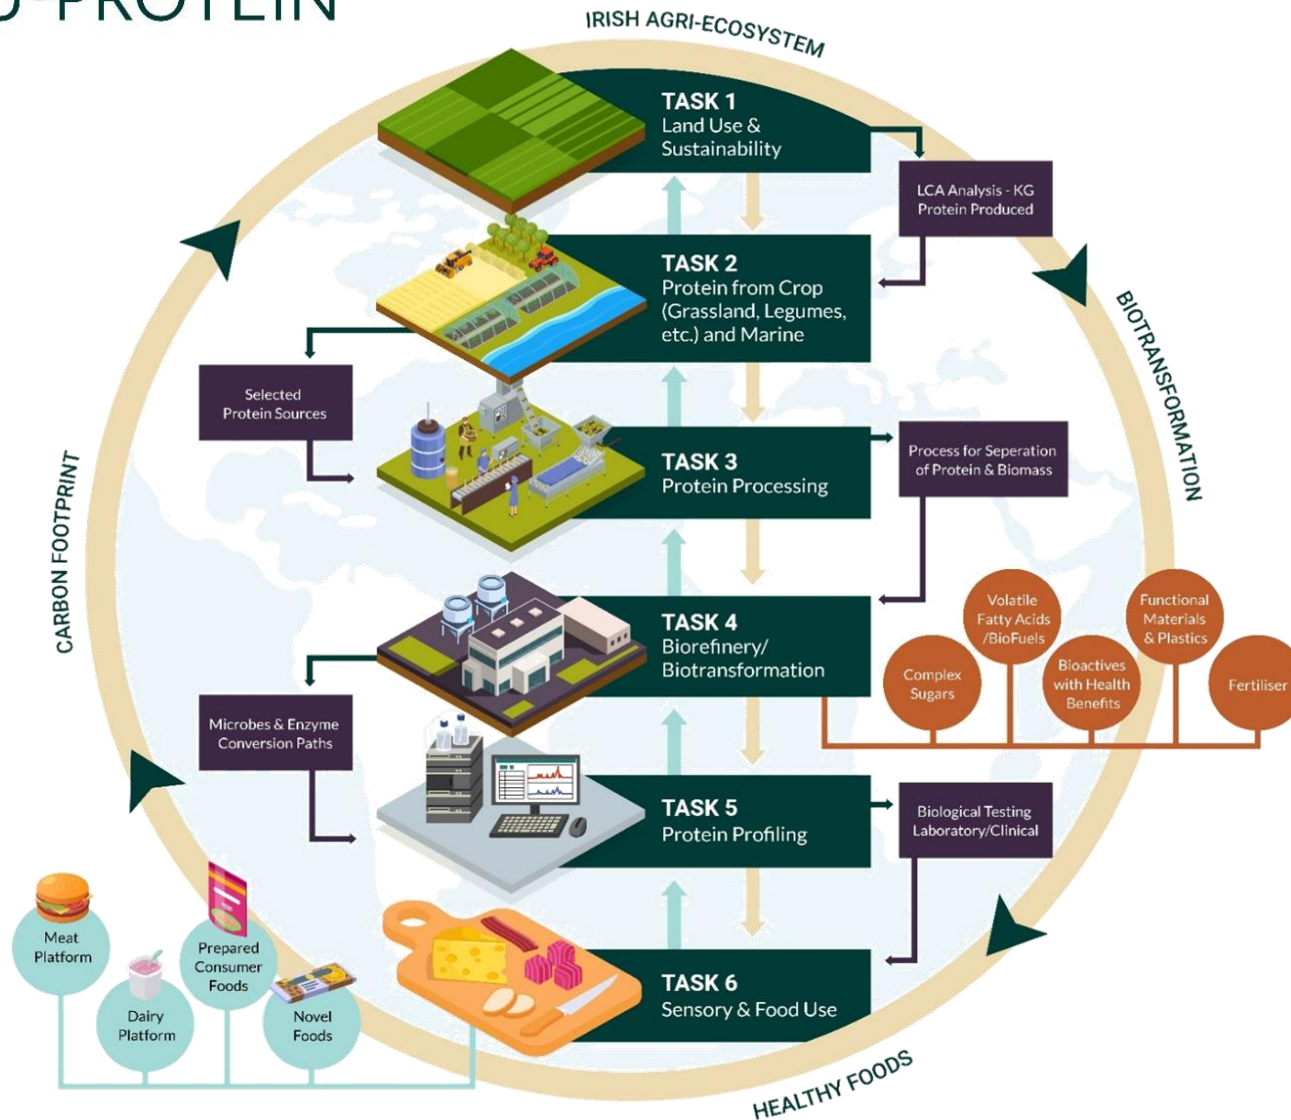 U-PROTEIN
IRISH AGRI-ECOSYSTEM
TASK 1
Land Use &
Sustainability
LCA Analysis - KG
Protein Produced
TASK 2
Protein from Crop
(Grassland, Legumes,
etc.) and Marine
BIOTRANSFORMATION
Selected
Protein Sources
TASK 3
Protein Processing
Process for Seperation
of Protein & Biomass
CARBON FOOTPRINT
TASK 4
Biorefinery/
Biotransformation
Complex
Sugars
Volatile
Fatty Acids
/BioFuels
Bioactives
with Health
Benefits
Functional
Materials
& Plastics
Fertiliser
Microbes & Enzyme
Conversion Paths
TASK 5
Protein Profiling
Biological Testing
Laboratory/Clinical
Meat
Platform
Dairy
Platform
Prepared
Consumer
Foods
Novel
Foods
TASK 6
Sensory & Food Use
HEALTHY FOODS